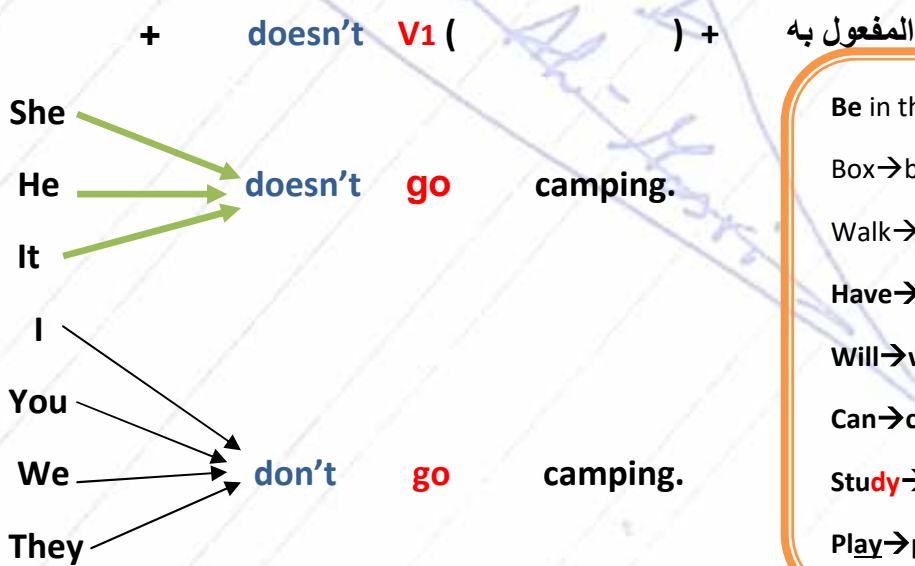 + doesn't V1 ( ) + المفعول به
She
He doesn't go camping.
It
I
You
We don't go camping.
They
Be in
Box→
Walk→
Have→
Will→
Can→
Study→
Play→